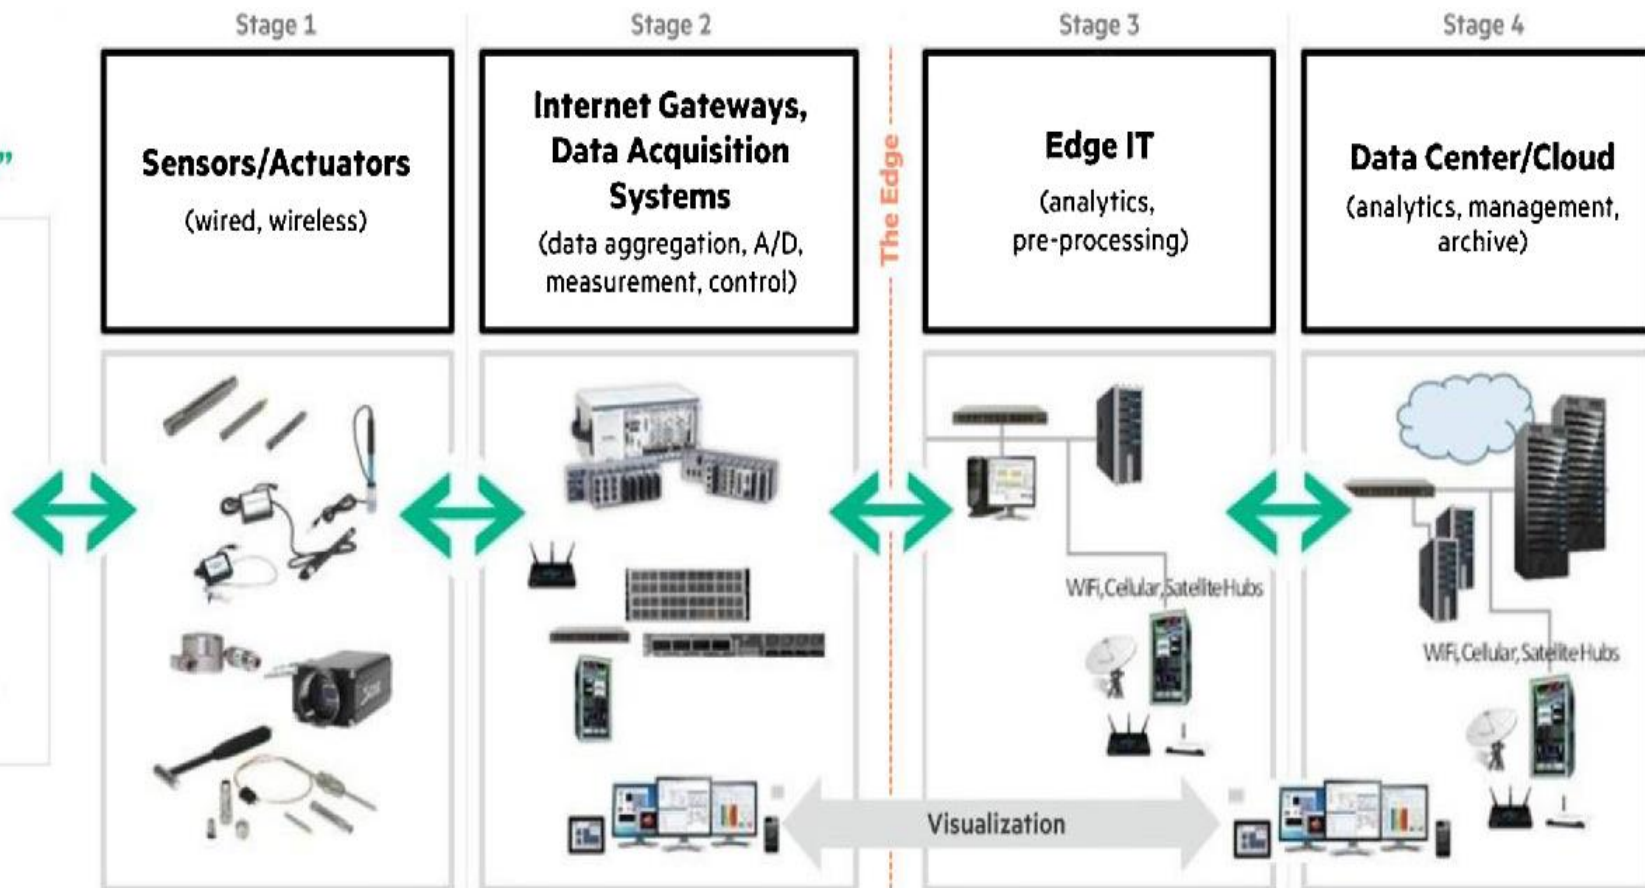 Stage 1
Stage 2
Stage 3
Stage 4
Sensors/Actuators
(wired, wireless)
Internet Gateways,
Data Acquisition
Systems
(data aggregation, A/D,
measurement, control)
The Edge
Edge IT
(analytics,
pre-processing)
Data Center/Cloud
(analytics, management,
archive)
”
WiFi, Cellular, Satellite Hubs
WiFi, Cellular, Satellite Hubs
Visualization